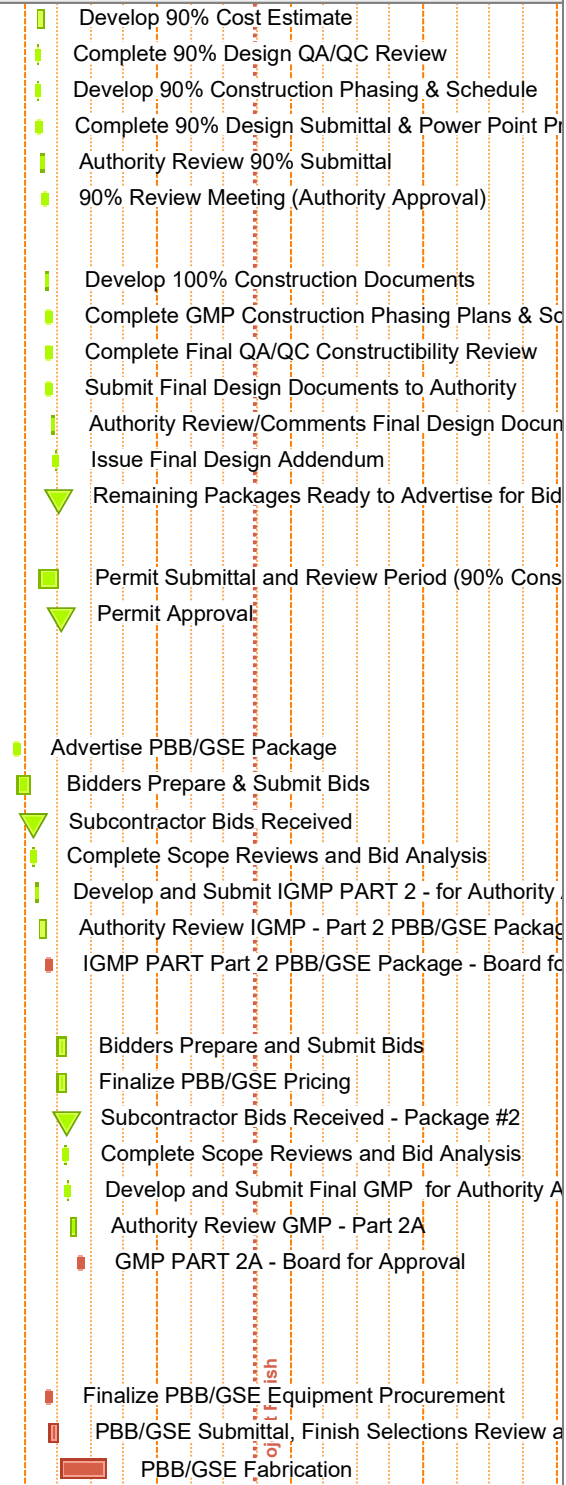 Develop 90% Cost Estimate
Complete 90% Design QA/QC Review
Develop 90% Construction Phasing & Schedule
Complete 90% Design Submittal & Power Point Pr
Authority Review 90% Submittal
90% Review Meeting (Authority Approval)
Develop 100% Construction Documents
Complete GMP Construction Phasing Plans & Sc
Complete Final QA/QC Constructibility Review
Submit Final Design Documents to Authority
Authority Review/Comments Final Design Docum
Issue Final Design Addendum
Remaining Packages Ready to Advertise for Bid
Permit Submittal and Review Period (90% Cons
Permit Approval
Advertise PBB/GSE Package
Bidders Prepare & Submit Bids
Subcontractor Bids Received
Complete Scope Reviews and Bid Analysis
Develop and Submit IGMP PART 2 - for Authority
Authority Review IGMP - Part 2 PBB/GSE Packag
IGMP PART Part 2 PBB/GSE Package - Board fo
Bidders Prepare and Submit Bids
Finalize PBB/GSE Pricing
Subcontractor Bids Received - Package #2
Complete Scope Reviews and Bid Analysis
Develop and Submit Final GMP  for Authority A
Authority Review GMP - Part 2A
GMP PART 2A - Board for Approval
Finalize PBB/GSE Equipment Procurement
PBB/GSE Submittal, Finish Selections Review a
PBB/GSE Fabrication